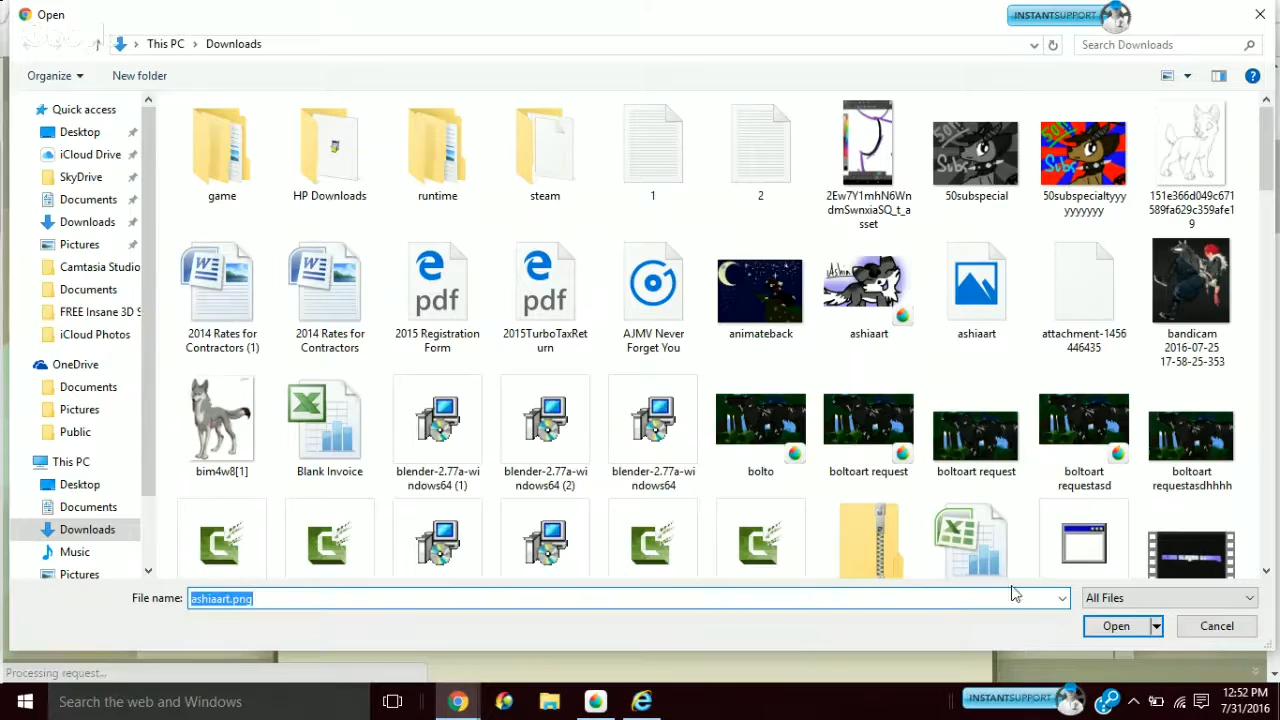 Open
INSTANTSUPPORT
This PC > Downloads
Search Downloads
Organize
New folder
Quick access
Desktop
iCloud Drive
SkyDrive
Documents
Downloads
Pictures
Camtasia Studio
Documents
FREE Insane 3D S
iCloud Photos
OneDrive
Documents
Pictures
Public
This PC
Desktop
Documents
Downloads
Music
Pictures
game
HP Downloads
runtime
steam
1
2
2Ew7Y1mhN6Wn
dmSwnxiaSQ_t_a
sset
50subspecial
50subspecialtyyy
yyyyyyy
151e366d049c671
589fa629c359afe1
9
2014 Rates for
Contractors (1)
2014 Rates for
Contractors
pdf
2015 Registration
Form
pdf
2015TurboTaxRet
urn
AJMV Never
Forget You
animateback
ashiaart
ashiaart
attachment-1456
446435
bandicam
2016-07-25
17-58-25-353
bim4w8[1]
Blank Invoice
blender-2.77a-wi
ndows64 (1)
blender-2.77a-wi
ndows64 (2)
blender-2.77a-wi
ndows64
bolto
boltoart request
boltoart request
boltoart
requestasd
boltoart
requestasdhhhh
File name:
ashiaart.png
All Files
Open
Cancel
Processing request...
Search the web and Windows
INSTANTSUPPORT
12:52 PM
7/31/2016